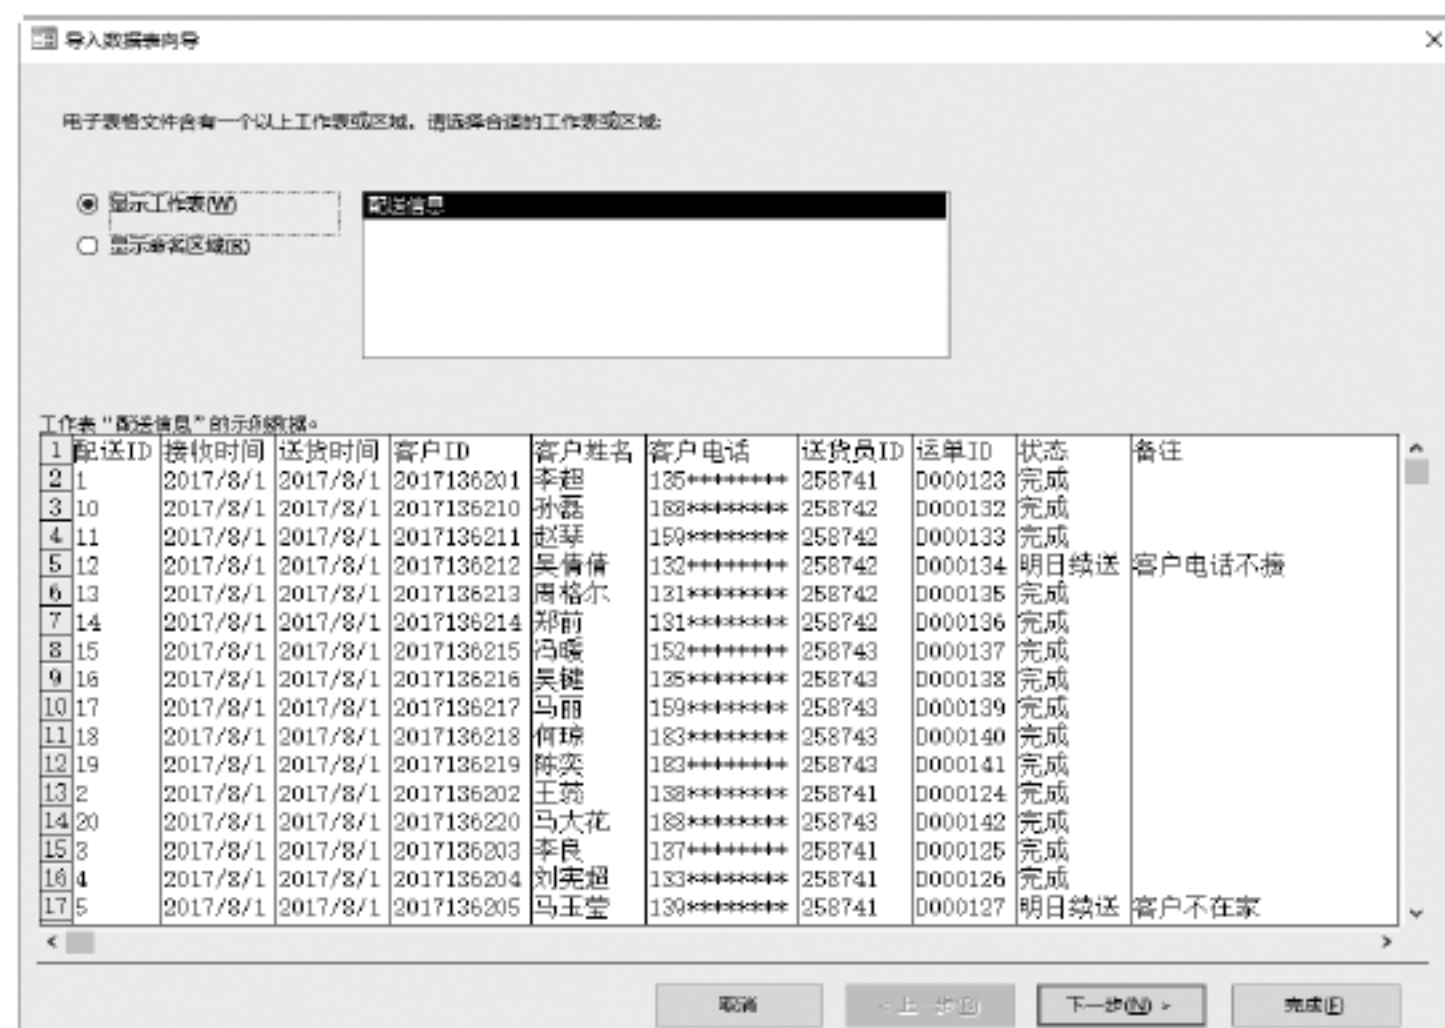 导入数据表向导
电子表格文件含有一个以上工作表或区域。请选择合适的工作表或区域:
显示工作表(W)
配送信息
显示命名区域(R)
工作表“配送信息”的示例数据。
1 配送ID 接收时间 送货时间 客户ID 客户姓名 客户电话 送货员ID 运单ID 状态 备注
2 1 2017/8/1 2017/8/1 2017136201 李超 135******** 258741 D000123 完成
3 10 2017/8/1 2017/8/1 2017136210 孙磊 188******** 258742 D000132 完成
4 11 2017/8/1 2017/8/1 2017136211 赵琴 159******** 258742 D000133 完成
5 12 2017/8/1 2017/8/1 2017136212 吴倩倩 132******** 258742 D000134 明日续送 客户电话不接
6 13 2017/8/1 2017/8/1 2017136213 周格尔 131******** 258742 D000135 完成
7 14 2017/8/1 2017/8/1 2017136214 郑前 131******** 258742 D000136 完成
8 15 2017/8/1 2017/8/1 2017136215 冯暖 152******** 258743 D000137 完成
9 16 2017/8/1 2017/8/1 2017136216 吴键 135******** 258743 D000138 完成
10 17 2017/8/1 2017/8/1 2017136217 马丽 159******** 258743 D000139 完成
11 18 2017/8/1 2017/8/1 2017136218 何琼 183******** 258743 D000140 完成
12 19 2017/8/1 2017/8/1 2017136219 陈奕 183******** 258743 D000141 完成
13 2 2017/8/1 2017/8/1 2017136202 138******** 258741 D000124 完成
14 20 2017/8/1 2017/8/1 2017136220 马大花 188******** 258743 D000142 完成
15 3 2017/8/1 2017/8/1 2017136203 李良 137******** 258741 D000125 完成
16 4 2017/8/1 2017/8/1 2017136204 刘宪超 133******** 258741 D000126 完成
17 5 2017/8/1 2017/8/1 2017136205 马玉莹 139******** 258741 D000127 明日续送 客户不在家
取消 <上一步(B) 下一步(N) > 完成(F)